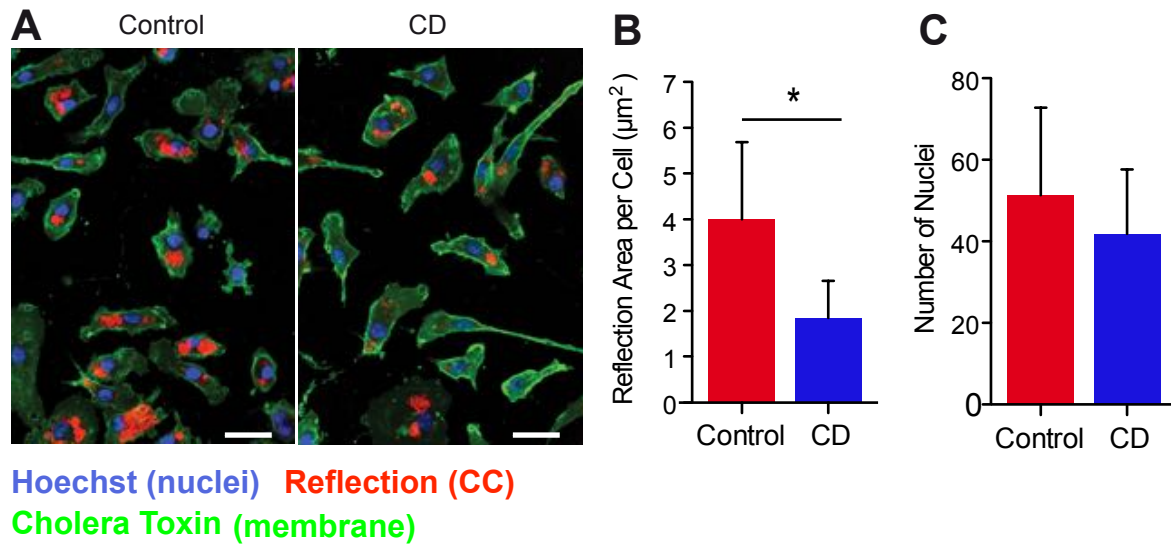 A
Control
CD
Hoechst (nuclei) Reflection (CC)
Cholera Toxin (membrane)
B
Reflection Area per Cell (µm²)
7
6
5
4
3
2
1
0
*
Control CD
C
Number of Nuclei
80
60
40
20
0
Control CD